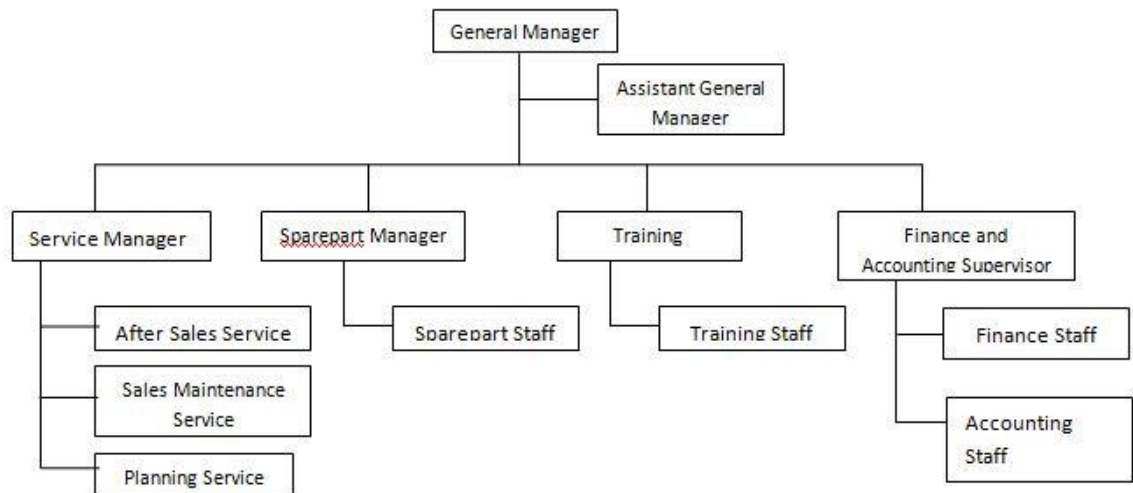 General Manager
Assistant General
Manager
Service Manager
Sparepart Manager
Training
Finance and
Accounting Supervisor
After Sales Service
Sales Maintenance
Service
Planning Service
Sparepart Staff
Training Staff
Finance Staff
Accounting
Staff